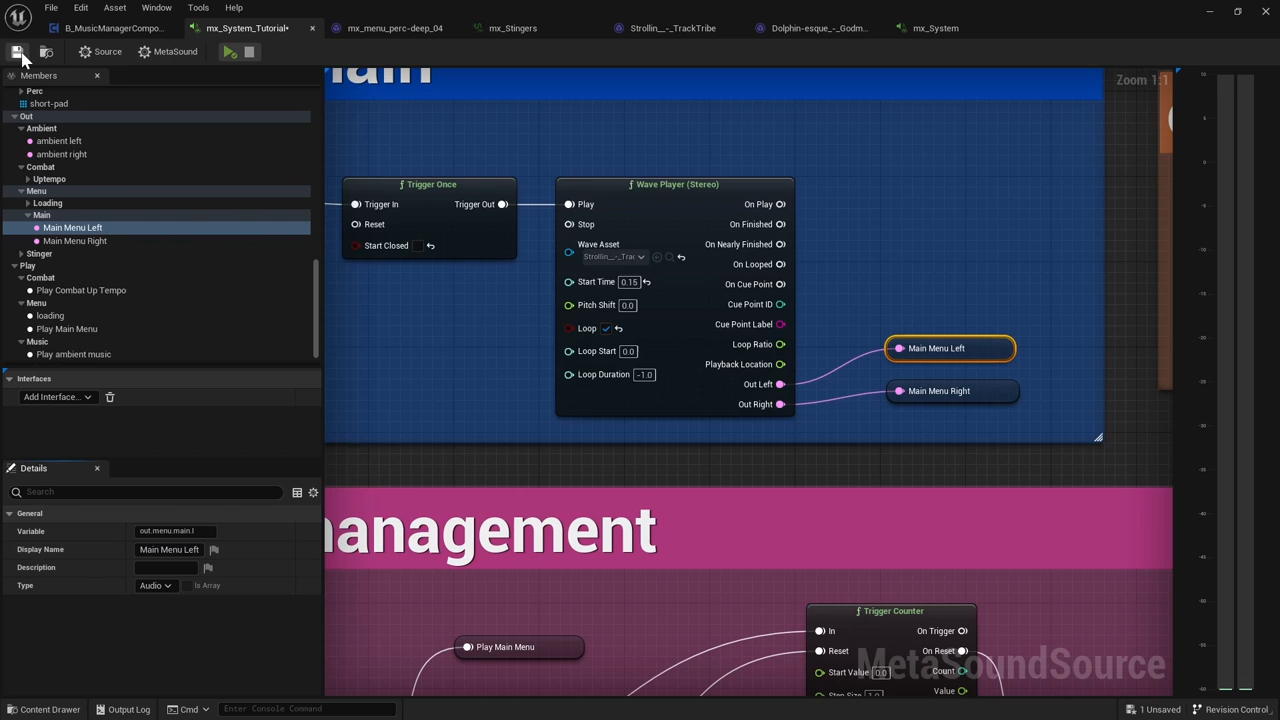 File Edit Asset Window Tools Help
B_MusicManagerCompo...
mx_System_Tutorial*
mx_menu_perc-deep_04
mx_Stingers
Strollin__-_TrackTribe
Dolphin-esque_-_Godm...
mx_System
Source
MetaSound
Members
Perc
short-pad
Out
Ambient
ambient left
ambient right
Combat
Uptempo
Menu
Loading
Main
Main Menu Left
Main Menu Right
Stinger
Play
Combat
Play Combat Up Tempo
Menu
loading
Play Main Menu
Music
Play ambient music
Interfaces
Add Interface...
Details
Search
General
Variable out.menu.main.l
Display Name Main Menu Left
Description
Type Audio Is Array
ain
Zoom 1:1
Trigger Once
Trigger In Trigger Out
Reset
Start Closed
Wave Player (Stereo)
Play On Play
Stop On Finished
Wave Asset On Nearly Finished
Strollin__-_Trac
On Looped
Start Time 0.15 On Cue Point
Pitch Shift 0.0 Cue Point ID
Loop Cue Point Label
Loop Start 0.0 Loop Ratio
Loop Duration -1.0 Playback Location
Out Left
Out Right
Main Menu Left
Main Menu Right
anagement
Play Main Menu
Trigger Counter
In On Trigger
Reset On Reset
Start Value 0.0 Count
Step Size 1.0 Value
MetaSoundSource
Content Drawer
Output Log
Cmd
Enter Console Command
1 Unsaved
Revision Control